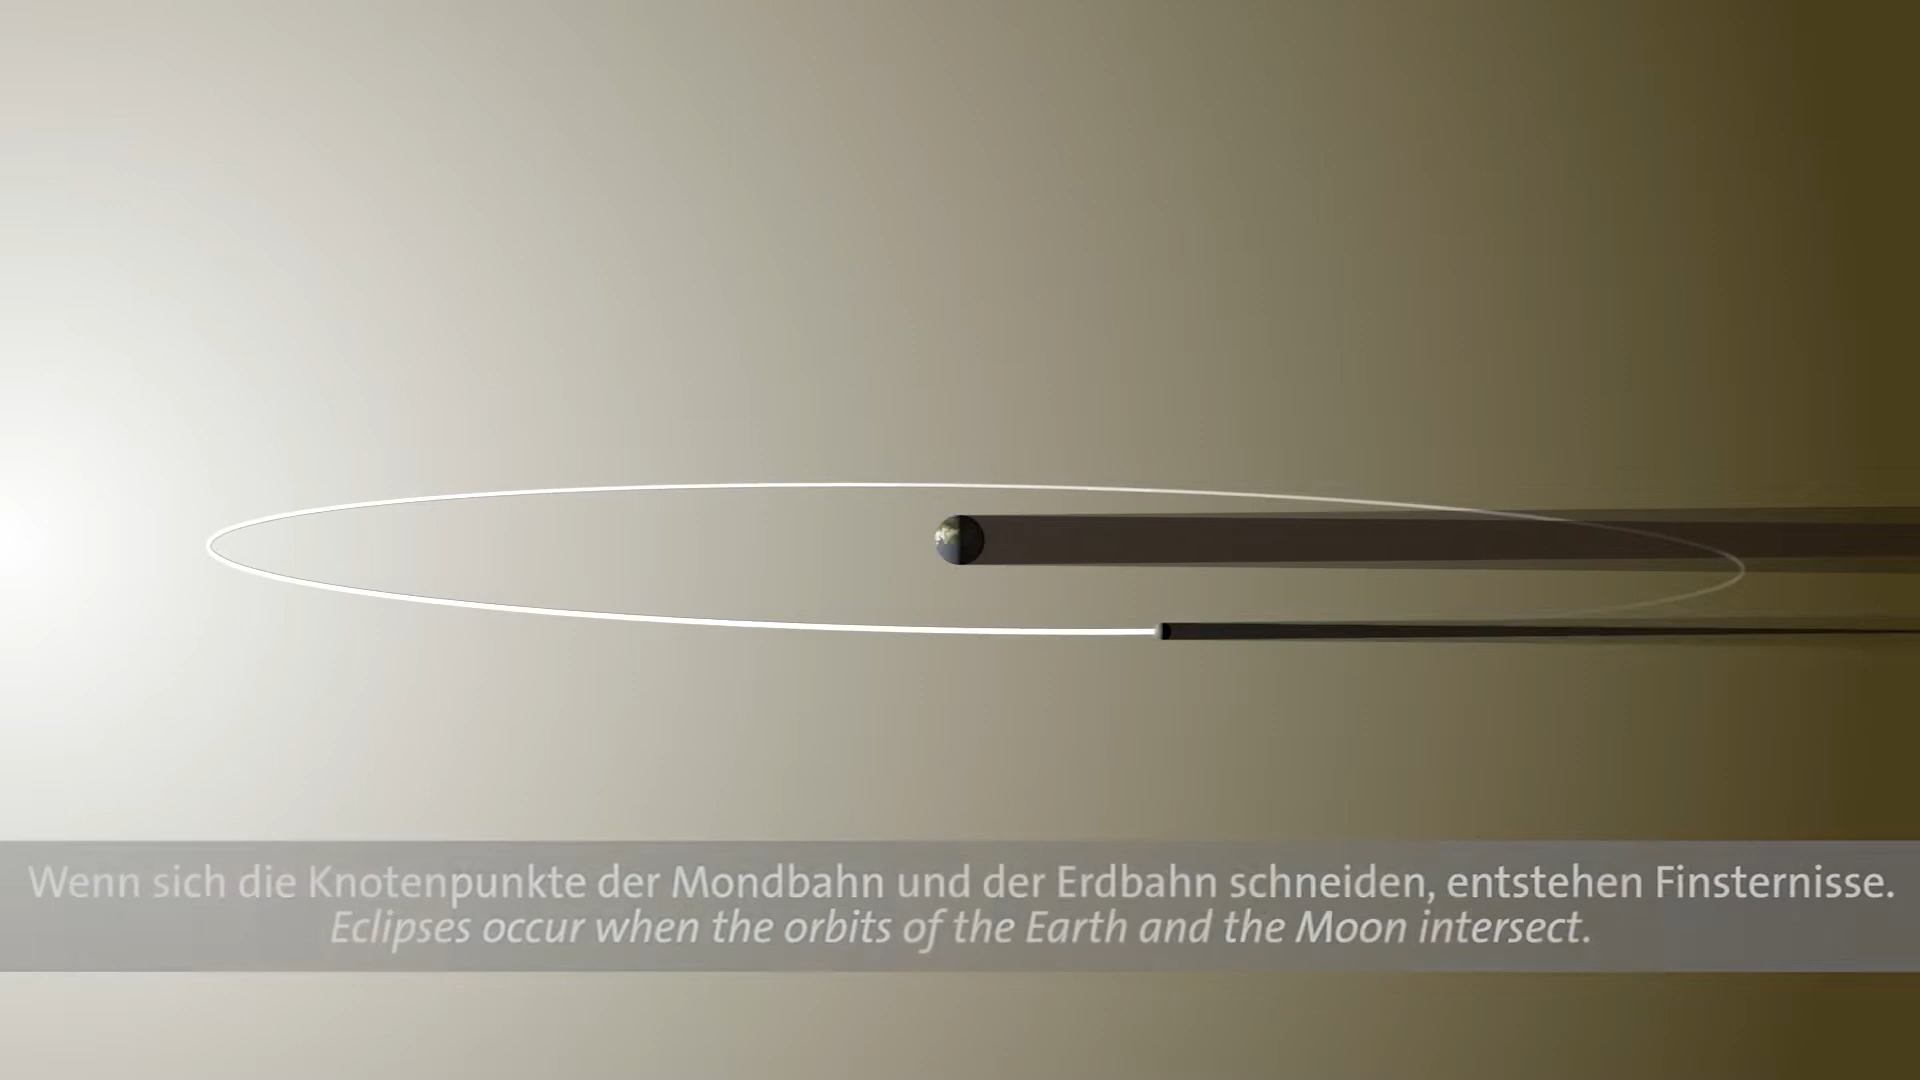 Wenn sich die Knotenpunkte der Mondbahn und der Erdbahn schneiden, entstehen Finsternisse.
Eclipses occur when the orbits of the Earth and the Moon intersect.